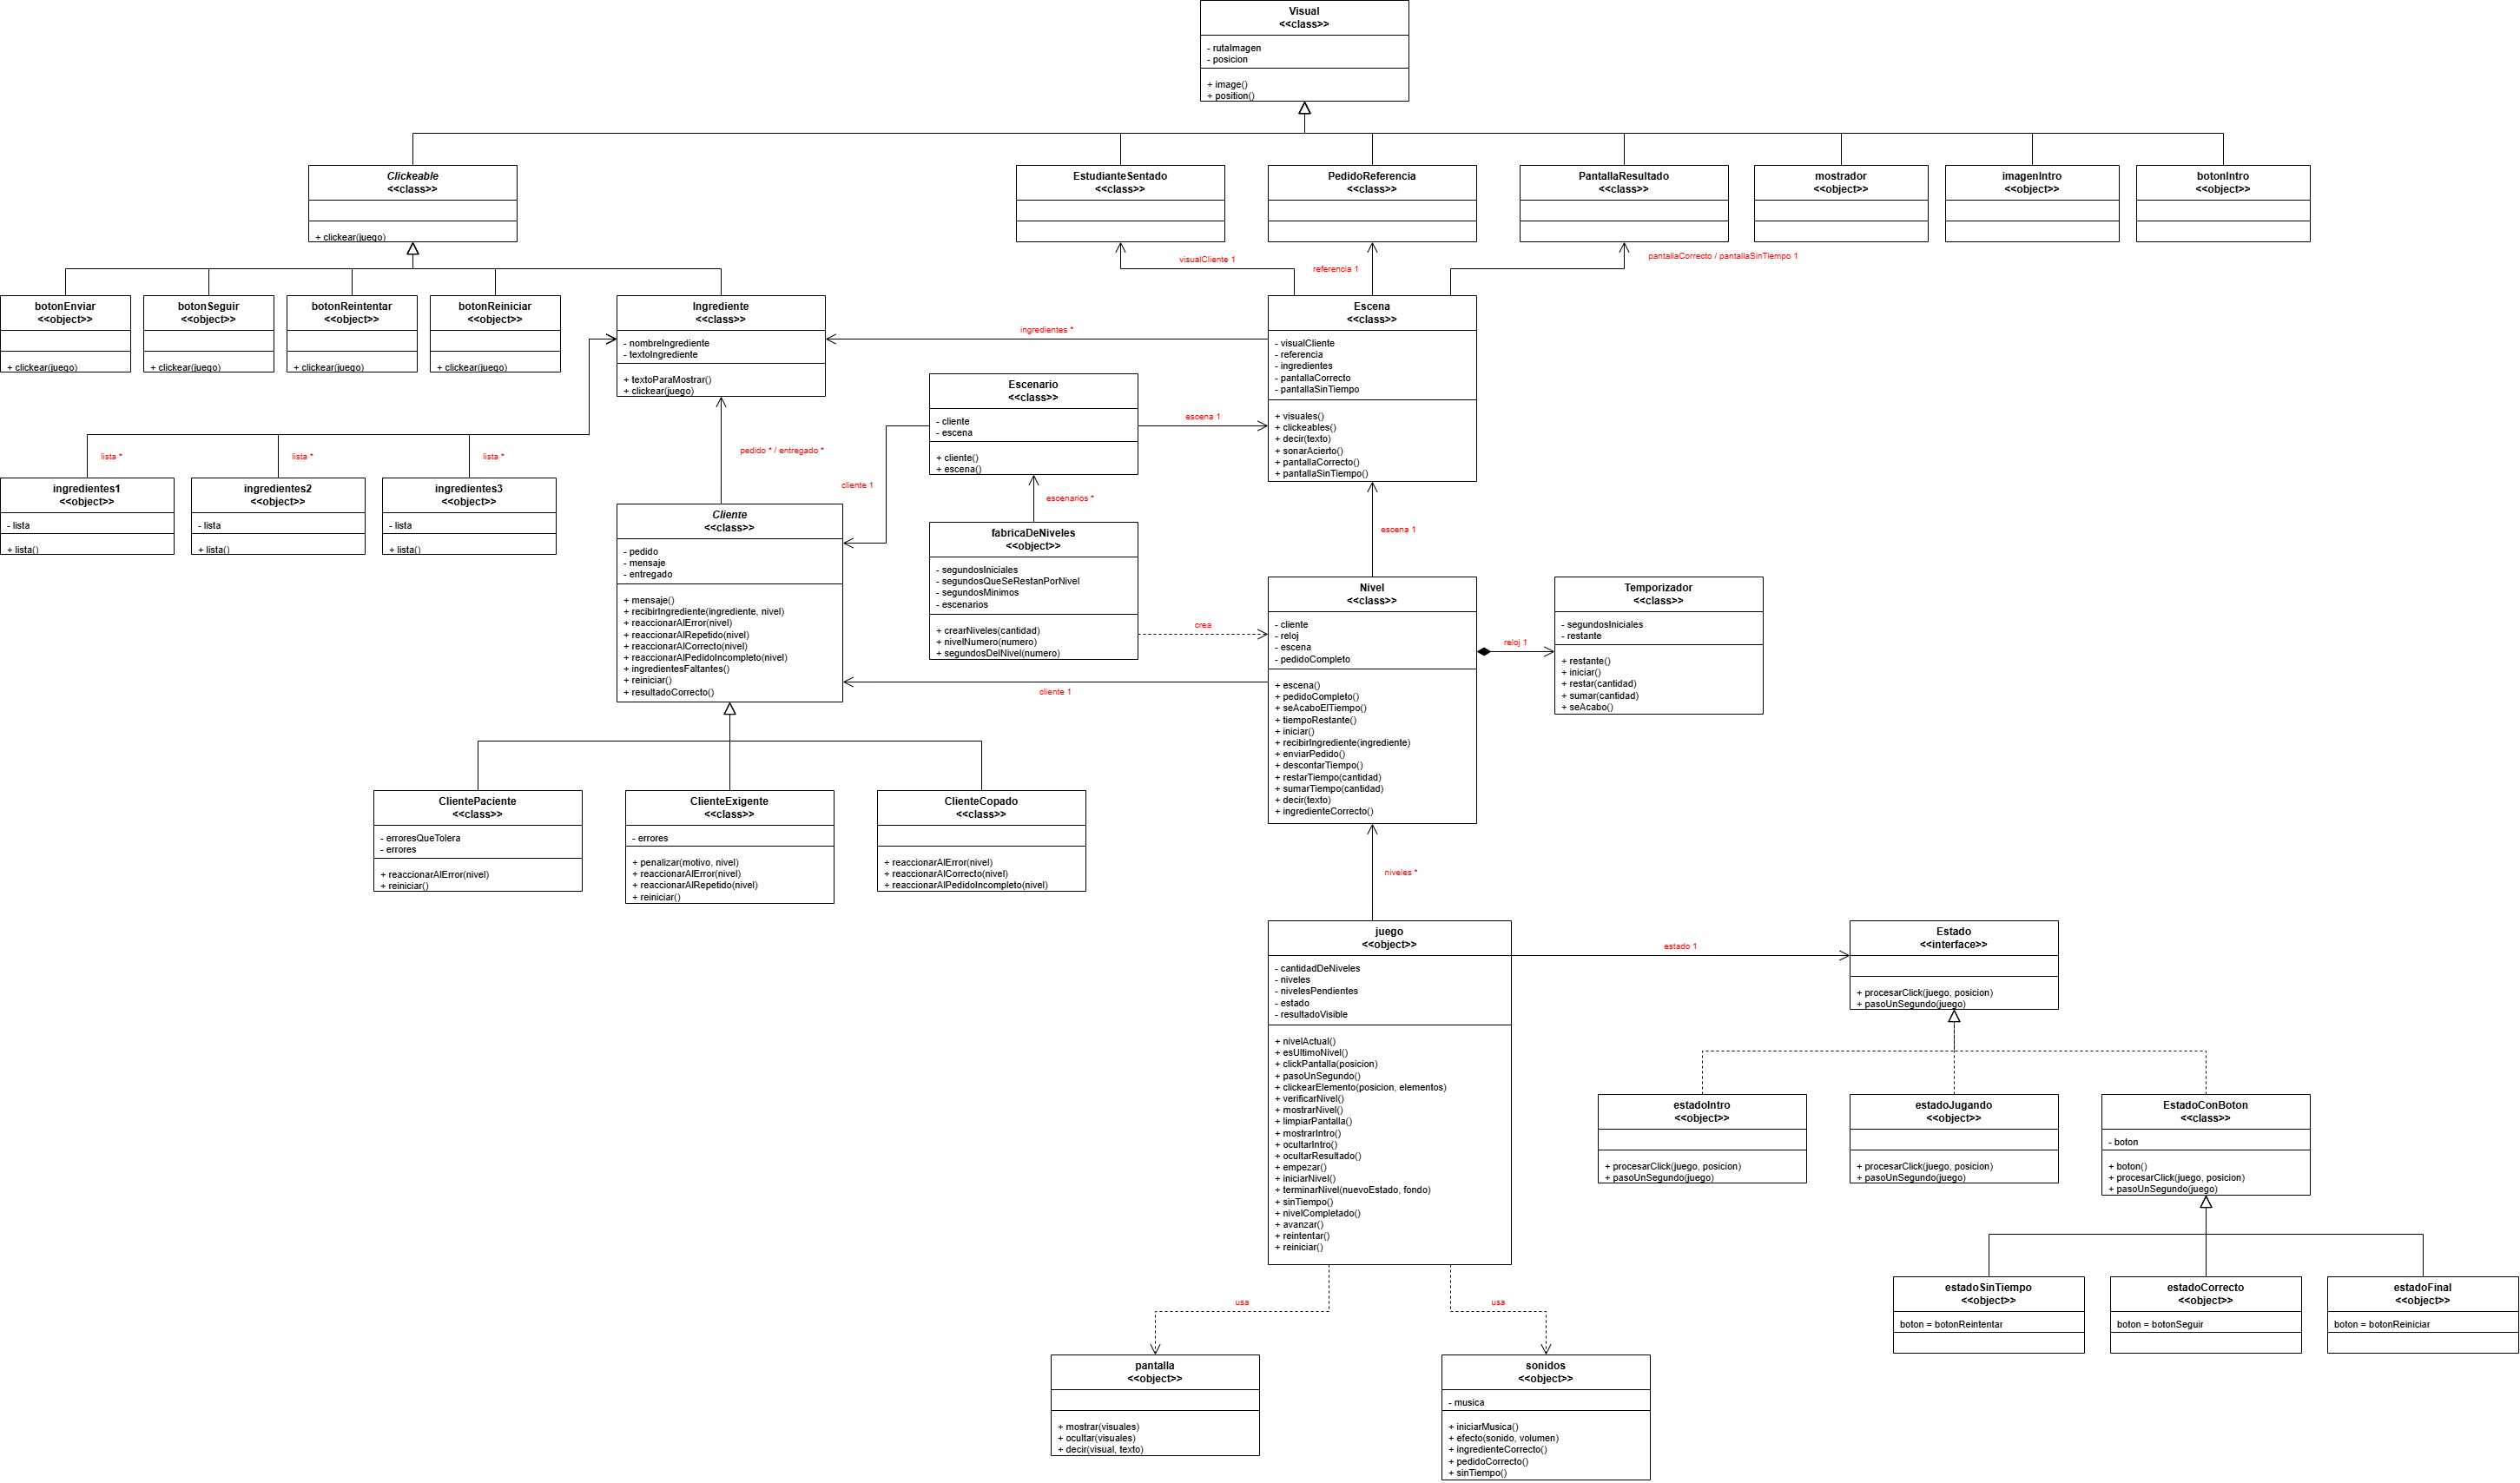 Visual
<<class>>
- rutaImagen
- posicion
+ image()
+ position()
Clickeable
<<class>>
+ clickear(juego)
EstudianteSentado
<<class>>
PedidoReferencia
<<class>>
PantallaResultado
<<class>>
mostrador
<<object>>
imagenIntro
<<object>>
botonIntro
<<object>>
visualCliente 1
referencia 1
pantallaCorrecto / pantallaSinTiempo 1
botonEnviar
<<object>>
+ clickear(juego)
botonSeguir
<<object>>
+ clickear(juego)
botonReintentar
<<object>>
+ clickear(juego)
botonReiniciar
<<object>>
+ clickear(juego)
Ingrediente
<<class>>
- nombreIngrediente
- textoIngrediente
+ textoParaMostrar()
+ clickear(juego)
ingredientes *
Escena
<<class>>
- visualCliente
- referencia
- ingredientes
- pantallaCorrecto
- pantallaSinTiempo
+ visuales()
+ clickeables()
+ decir(texto)
+ sonarAcierto()
+ pantallaCorrecto()
+ pantallaSinTiempo()
Escenario
<<class>>
- cliente
- escena
+ cliente()
+ escena()
escena 1
lista *
lista *
lista *
pedido * / entregado *
cliente 1
escenarios *
ingredientes1
<<object>>
- lista
+ lista()
ingredientes2
<<object>>
- lista
+ lista()
ingredientes3
<<object>>
- lista
+ lista()
Cliente
<<class>>
- pedido
- mensaje
- entregado
+ mensaje()
+ recibirIngrediente(ingrediente, nivel)
+ reaccionarAlError(nivel)
+ reaccionarAlRepetido(nivel)
+ reaccionarAlCorrecto(nivel)
+ reaccionarAlPedidoIncompleto(nivel)
+ ingredientesFaltantes()
+ reiniciar()
+ resultadoCorrecto()
fabricaDeNiveles
<<object>>
- segundosIniciales
- segundosQueSeRestanPorNivel
- segundosMinimos
- escenarios
+ crearNiveles(cantidad)
+ nivelNumero(numero)
+ segundosDelNivel(numero)
escena 1
crea
cliente 1
Nivel
<<class>>
- cliente
- reloj
- escena
- pedidoCompleto
+ escena()
+ pedidoCompleto()
+ seAcaboElTiempo()
+ tiempoRestante()
+ iniciar()
+ recibirIngrediente(ingrediente)
+ enviarPedido()
+ descontarTiempo()
+ restarTiempo(cantidad)
+ sumarTiempo(cantidad)
+ decir(texto)
+ ingredienteCorrecto()
reloj 1
Temporizador
<<class>>
- segundosIniciales
- restante
+ restante()
+ iniciar()
+ restar(cantidad)
+ sumar(cantidad)
+ seAcabo()
ClientePaciente
<<class>>
- erroresQueTolera
- errores
+ reaccionarAlError(nivel)
+ reiniciar()
ClienteExigente
<<class>>
- errores
+ penalizar(motivo, nivel)
+ reaccionarAlError(nivel)
+ reaccionarAlRepetido(nivel)
+ reiniciar()
ClienteCopado
<<class>>
+ reaccionarAlError(nivel)
+ reaccionarAlCorrecto(nivel)
+ reaccionarAlPedidoIncompleto(nivel)
niveles *
juego
<<object>>
- cantidadDeNiveles
- niveles
- nivelesPendientes
- estado
- resultadoVisible
+ nivelActual()
+ esUltimoNivel()
+ clickPantalla(posicion)
+ pasoUnSegundo()
+ clickearElemento(posicion, elementos)
+ verificarNivel()
+ mostrarNivel()
+ limpiarPantalla()
+ mostrarIntro()
+ ocultarIntro()
+ ocultarResultado()
+ empezar()
+ iniciarNivel()
+ terminarNivel(nuevoEstado, fondo)
+ sinTiempo()
+ nivelCompletado()
+ avanzar()
+ reintentar()
+ reiniciar()
estado 1
Estado
<<interface>>
+ procesarClick(juego, posicion)
+ pasoUnSegundo(juego)
estadoIntro
<<object>>
+ procesarClick(juego, posicion)
+ pasoUnSegundo(juego)
estadoJugando
<<object>>
+ procesarClick(juego, posicion)
+ pasoUnSegundo(juego)
EstadoConBoton
<<class>>
- boton
+ boton()
+ procesarClick(juego, posicion)
+ pasoUnSegundo(juego)
estadoSinTiempo
<<object>>
boton = botonReintentar
estadoCorrecto
<<object>>
boton = botonSeguir
estadoFinal
<<object>>
boton = botonReiniciar
usa
usa
pantalla
<<object>>
+ mostrar(visuales)
+ ocultar(visuales)
+ decir(visual, texto)
sonidos
<<object>>
- musica
+ iniciarMusica()
+ efecto(sonido, volumen)
+ ingredienteCorrecto()
+ pedidoCorrecto()
+ sinTiempo()